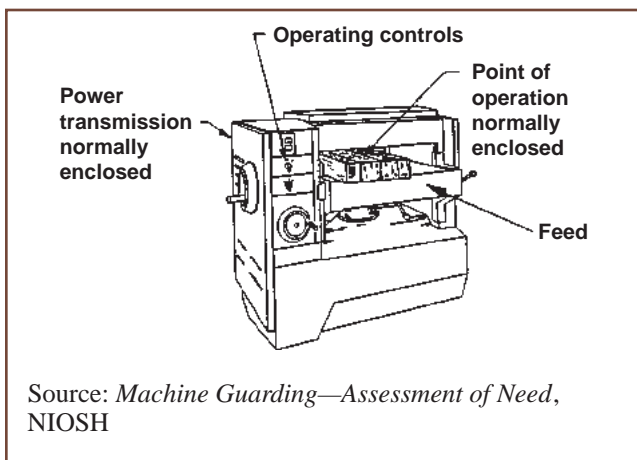 Operating controls
Point of
operation
normally
enclosed
Power
transmission
normally
enclosed
Feed
Source: Machine Guarding—Assessment of Need,
NIOSH